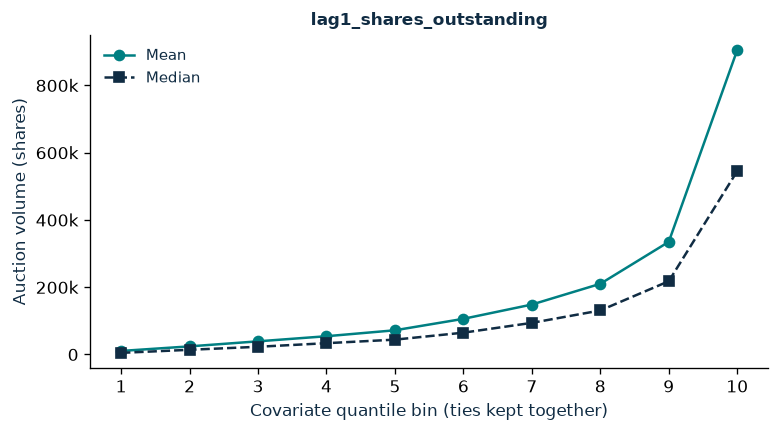 lag1_shares_outstanding
Mean
Median
Auction volume (shares)
800k
600k
400k
200k
0
1 2 3 4 5 6 7 8 9 10
Covariate quantile bin (ties kept together)